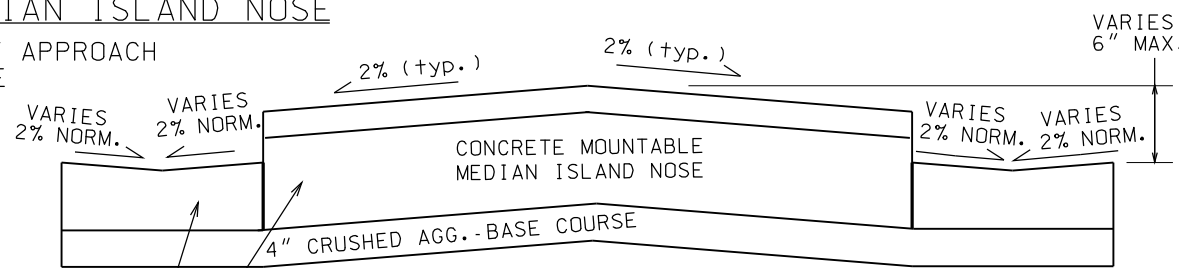 IAN ISLAND NOSE
APPROACH
VARIES
6" MAX.
2% (typ.)
2% (typ.)
VARIES
2% NORM.
VARIES
2% NORM.
VARIES
2% NORM.
VARIES
2% NORM.
CONCRETE MOUNTABLE
MEDIAN ISLAND NOSE
4" CRUSHED AGG.-BASE COURSE